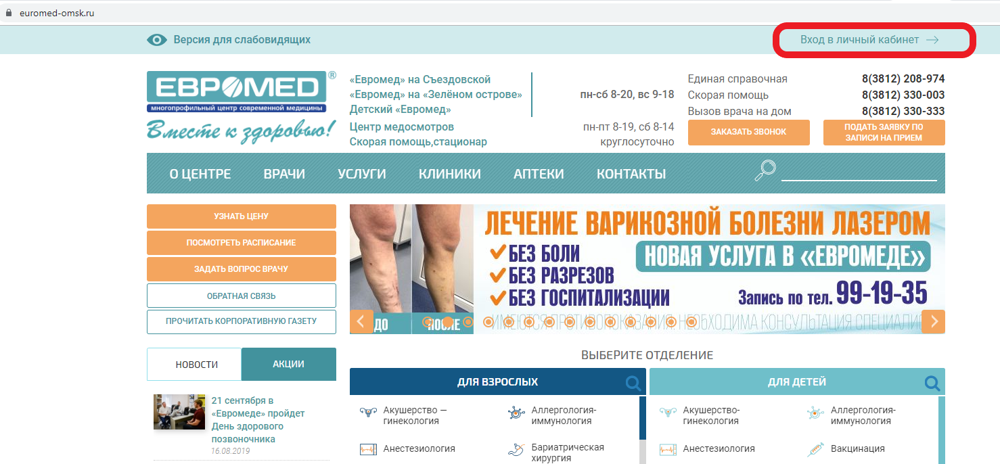 euromed-omsk.ru
Версия для слабовидящих
Вход в личный кабинет
ЕВРОМЕД®
многопрофильный центр современной медицины
Вместе к здоровью!
«Евромед» на Съездовской
«Евромед» на «Зелёном острове»
Детский «Евромед»
пн-сб 8-20, вс 9-18
Центр медосмотров
пн-пт 8-19, сб 8-14
Скорая помощь,стационар
круглосуточно
Единая справочная
8(3812) 208-974
Скорая помощь
8(3812) 330-003
Вызов врача на дом
8(3812) 330-333
ЗАКАЗАТЬ ЗВОНОК
ПОДАТЬ ЗАЯВКУ ПО
ЗАПИСИ НА ПРИЕМ
О ЦЕНТРЕ
ВРАЧИ
УСЛУГИ
КЛИНИКИ
АПТЕКИ
КОНТАКТЫ
УЗНАТЬ ЦЕНУ
ПОСМОТРЕТЬ РАСПИСАНИЕ
ЗАДАТЬ ВОПРОС ВРАЧУ
ОБРАТНАЯ СВЯЗЬ
ПРОЧИТАТЬ КОРПОРАТИВНУЮ ГАЗЕТУ
ЛЕЧЕНИЕ ВАРИКОЗНОЙ БОЛЕЗНИ ЛАЗЕРОМ
БЕЗ БОЛИ
БЕЗ РАЗРЕЗОВ
БЕЗ ГОСПИТАЛИЗАЦИИ
НОВАЯ УСЛУГА В «ЕВРОМЕДЕ»
Запись по тел. 99-19-35
ДО
ПОСЛЕ
ИМЕЮТСЯ ПРОТИВОПОКАЗАНИЯ. НЕОБХОДИМА КОНСУЛЬТАЦИЯ
НОВОСТИ
АКЦИИ
21 сентября в
«Евромеде» пройдет
День здорового
позвоночника
16.08.2019
ВЫБЕРИТЕ ОТДЕЛЕНИЕ
ДЛЯ ВЗРОСЛЫХ
Акушерство –
гинекология
Аллергология-
иммунология
Анестезиология
Бариатрическая
хирургия
ДЛЯ ДЕТЕЙ
Акушерство-
гинекология
Аллергология-
иммунология
Анестезиология
Вакцинация